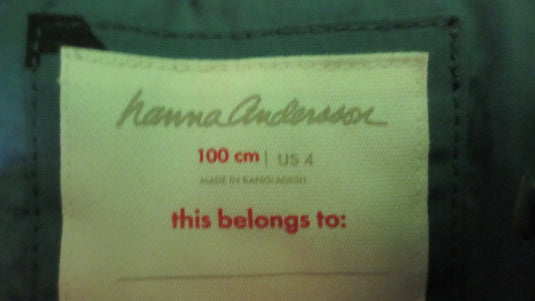 hanna Andersson
100 cm | US 4
MADE IN BANGLADESH
this belongs to: